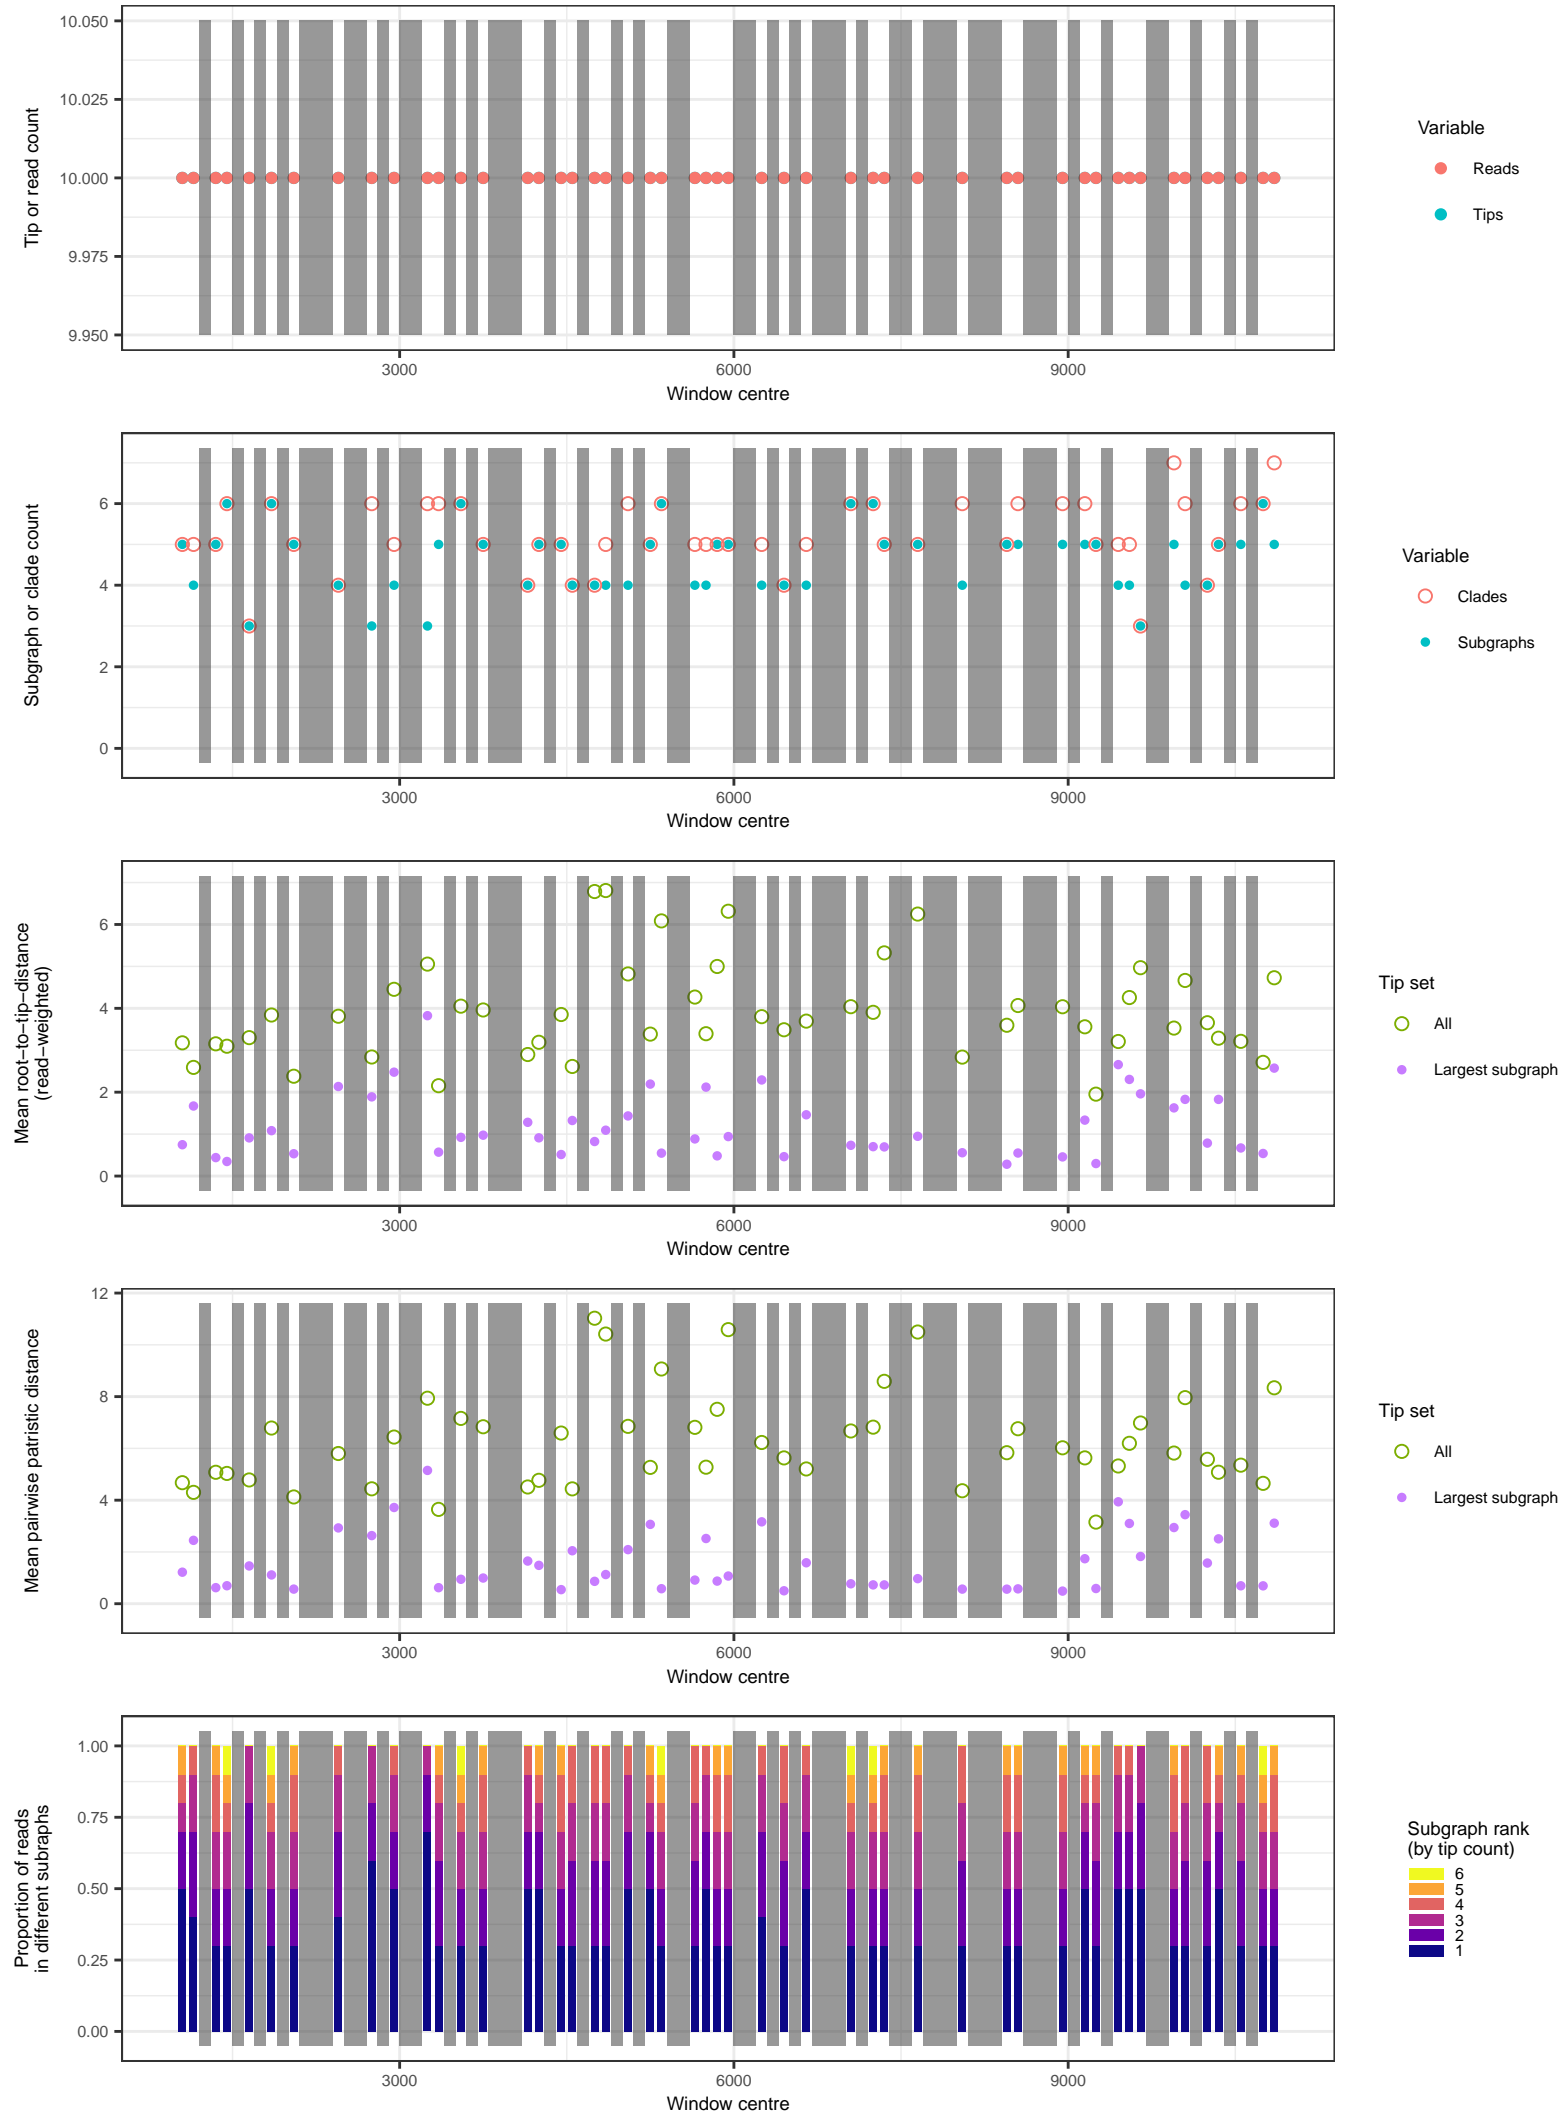 10.050
10.025
10.000
9.975
9.950
Tip or read count
3000
6000
9000
Window centre
Variable
Reads
Tips
6
4
2
0
Subgraph or clade count
3000
6000
9000
Window centre
Variable
Clades
Subgraphs
6
4
2
0
Mean root−to−tip−distance
(read−weighted)
3000
6000
9000
Window centre
Tip set
All
Largest subgraph
12
8
4
0
Mean pairwise patristic distance
3000
6000
9000
Window centre
Tip set
All
Largest subgraph
1.00
0.75
0.50
0.25
0.00
Proportion of reads
in different subraphs
3000
6000
9000
Window centre
Subgraph rank
(by tip count)
6
5
4
3
2
1